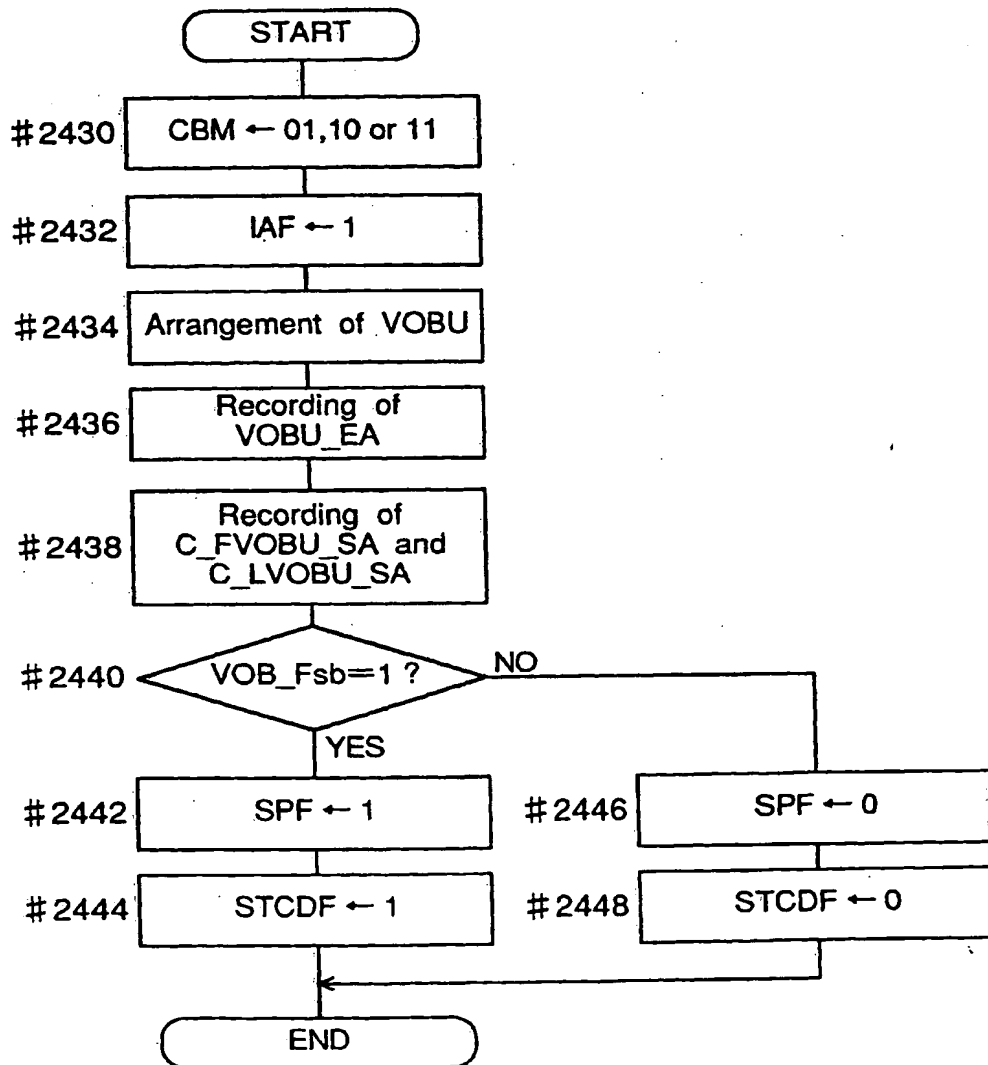 START
#2430
CBM ← 01,10 or 11
#2432
IAF ← 1
#2434
Arrangement of VOBU
#2436
Recording of
VOBU_EA
#2438
Recording of
C_FVOBU_SA and
C_LVOBU_SA
#2440
VOB_Fsb=1 ?
NO
YES
#2442
SPF ← 1
#2446
SPF ← 0
#2444
STCDF ← 1
#2448
STCDF ← 0
END